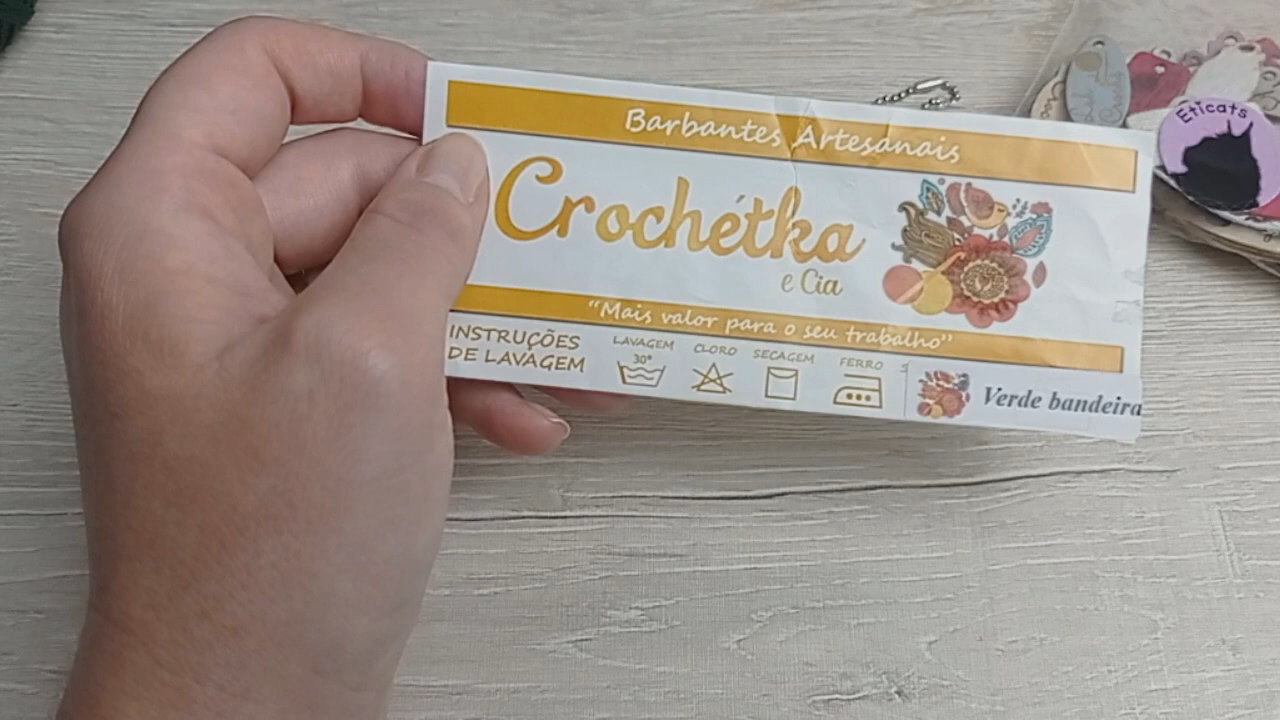 Barbantes Artesanais
Crochétka
e Cia
“Mais valor para o seu trabalho”
INSTRUÇÕES
DE LAVAGEM
LAVAGEM
30°
CLORO
SECAGEM
FERRO
S
Verde bandeira
Eticats